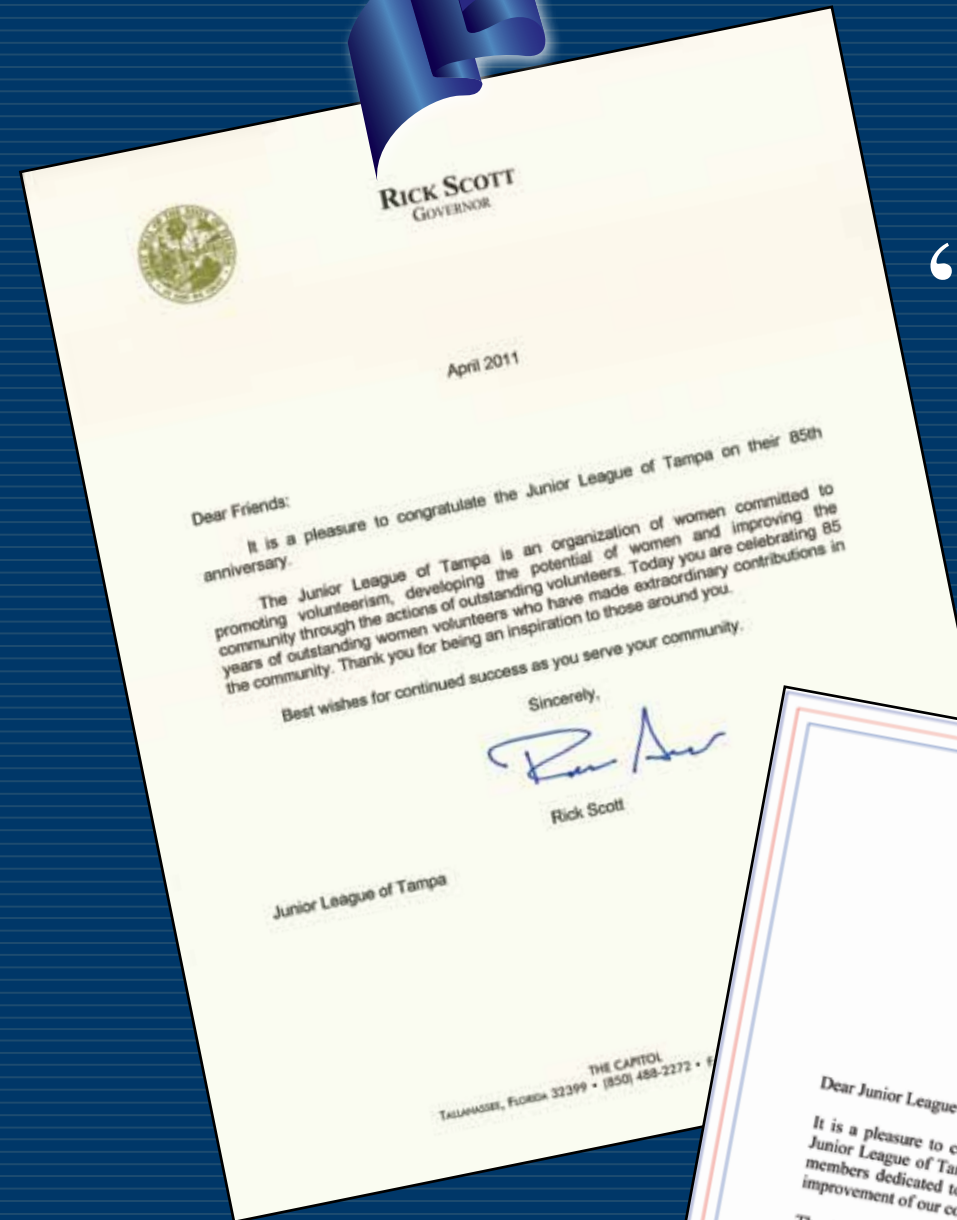 RICK SCOTT
GOVERNOR
‘
April 2011
Dear Friends:
It is a pleasure to congratulate the Junior League of Tampa on their 85th
anniversary.
The Junior League of Tampa is an organization of women committed to
promoting volunteerism, developing the potential of women and improving the
community through the actions of outstanding volunteers. Today you are celebrating 85
years of outstanding women volunteers who have made extraordinary contributions in
the community. Thank you for being an inspiration to those around you.
Best wishes for continued success as you serve your community.
Sincerely,
Rick Scott
Junior League of Tampa
THE CAPITOL
TALLAHASSEE, FLORIDA 32399 • (850) 488-2272 •
Dear Junior League
It is a pleasure to
Junior League of
members dedicated
improvement of our